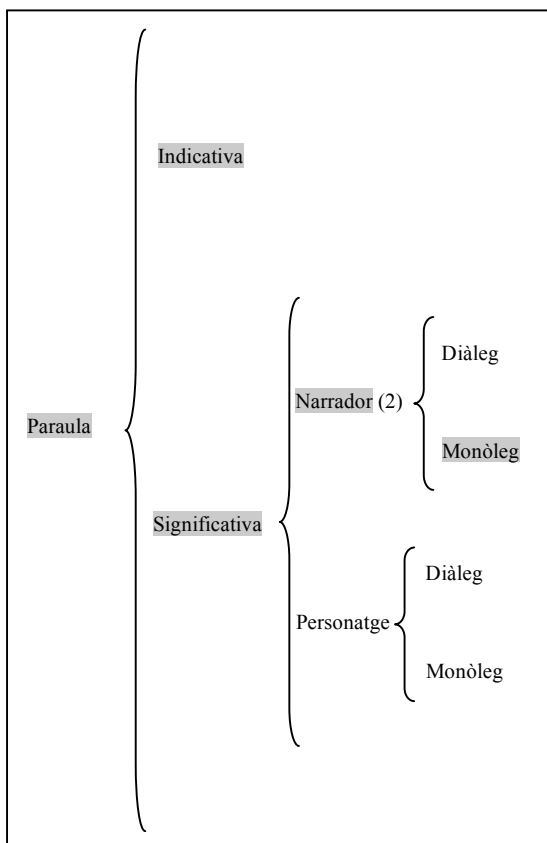 Indicativa
Diàleg
Narrador (2)
Paraula
Monòleg
Significativa
Diàleg
Personatge
Monòleg